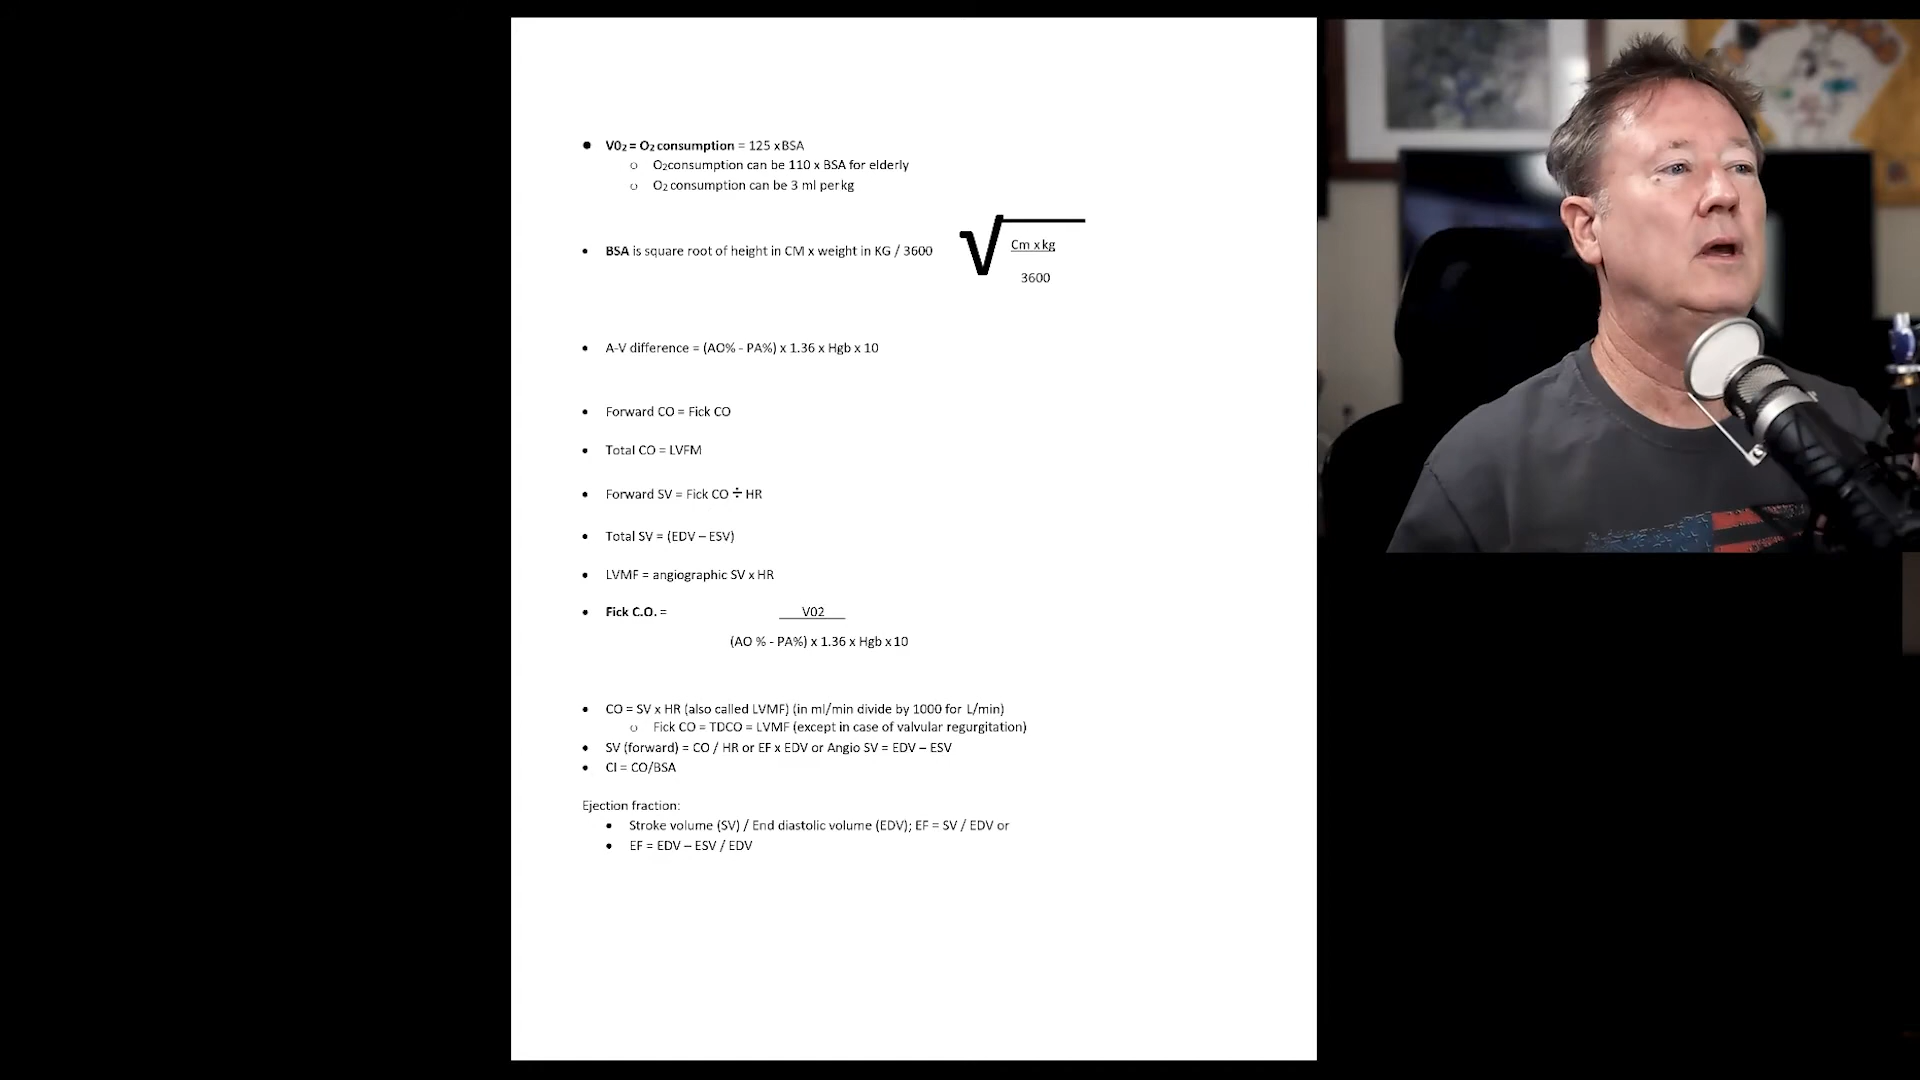 ● V0₂ = O₂ consumption = 125 x BSA
o O₂ consumption can be 110 x BSA for elderly
o O₂ consumption can be 3 ml per kg
• BSA is square root of height in CM x weight in KG / 3600
√ Cm x kg
3600
• A-V difference = (AO% - PA%) x 1.36 x Hgb x 10
• Forward CO = Fick CO
• Total CO = LVFM
• Forward SV = Fick CO ÷ HR
• Total SV = (EDV – ESV)
• LVMF = angiographic SV x HR
• Fick C.O. = V02
(AO % - PA%) x 1.36 x Hgb x 10
• CO = SV x HR (also called LVMF) (in ml/min divide by 1000 for L/min)
o Fick CO = TDCO = LVMF (except in case of valvular regurgitation)
• SV (forward) = CO / HR or EF x EDV or Angio SV = EDV – ESV
• CI = CO/BSA
Ejection fraction:
• Stroke volume (SV) / End diastolic volume (EDV); EF = SV / EDV or
• EF = EDV – ESV / EDV